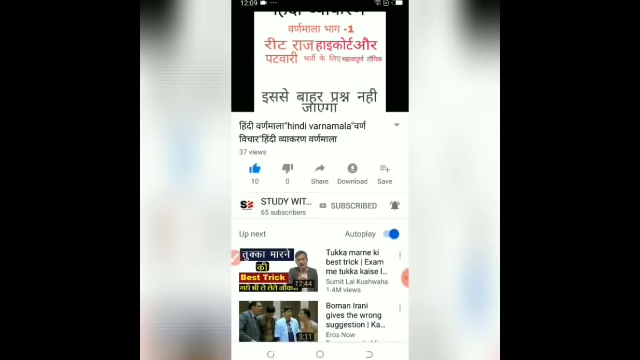 12:09
हिंदी व्याकरण
वर्णमाला भाग -1
रीट राज हाइकोर्ट और
पटवारी भर्ती के लिए महत्वपूर्ण टॉपिक
इससे बाहर प्रश्न नही
जाएगा
हिंदी वर्णमाला"hindi varnamala"वर्ण
विचार"हिंदी व्याकरण वर्णमाला
37 views
10
0
Share
Download
Save
STUDY WIT...
SUBSCRIBED
65 subscribers
Up next
Autoplay
तुक्का मारने
की
Best Trick
12:44
Tukka marne ki
best trick | Exam
me tukka kaise l...
Sumit Lal Kushwaha
1.4M views
3:11
Boman Irani
gives the wrong
suggestion | Ka...
Eros Now